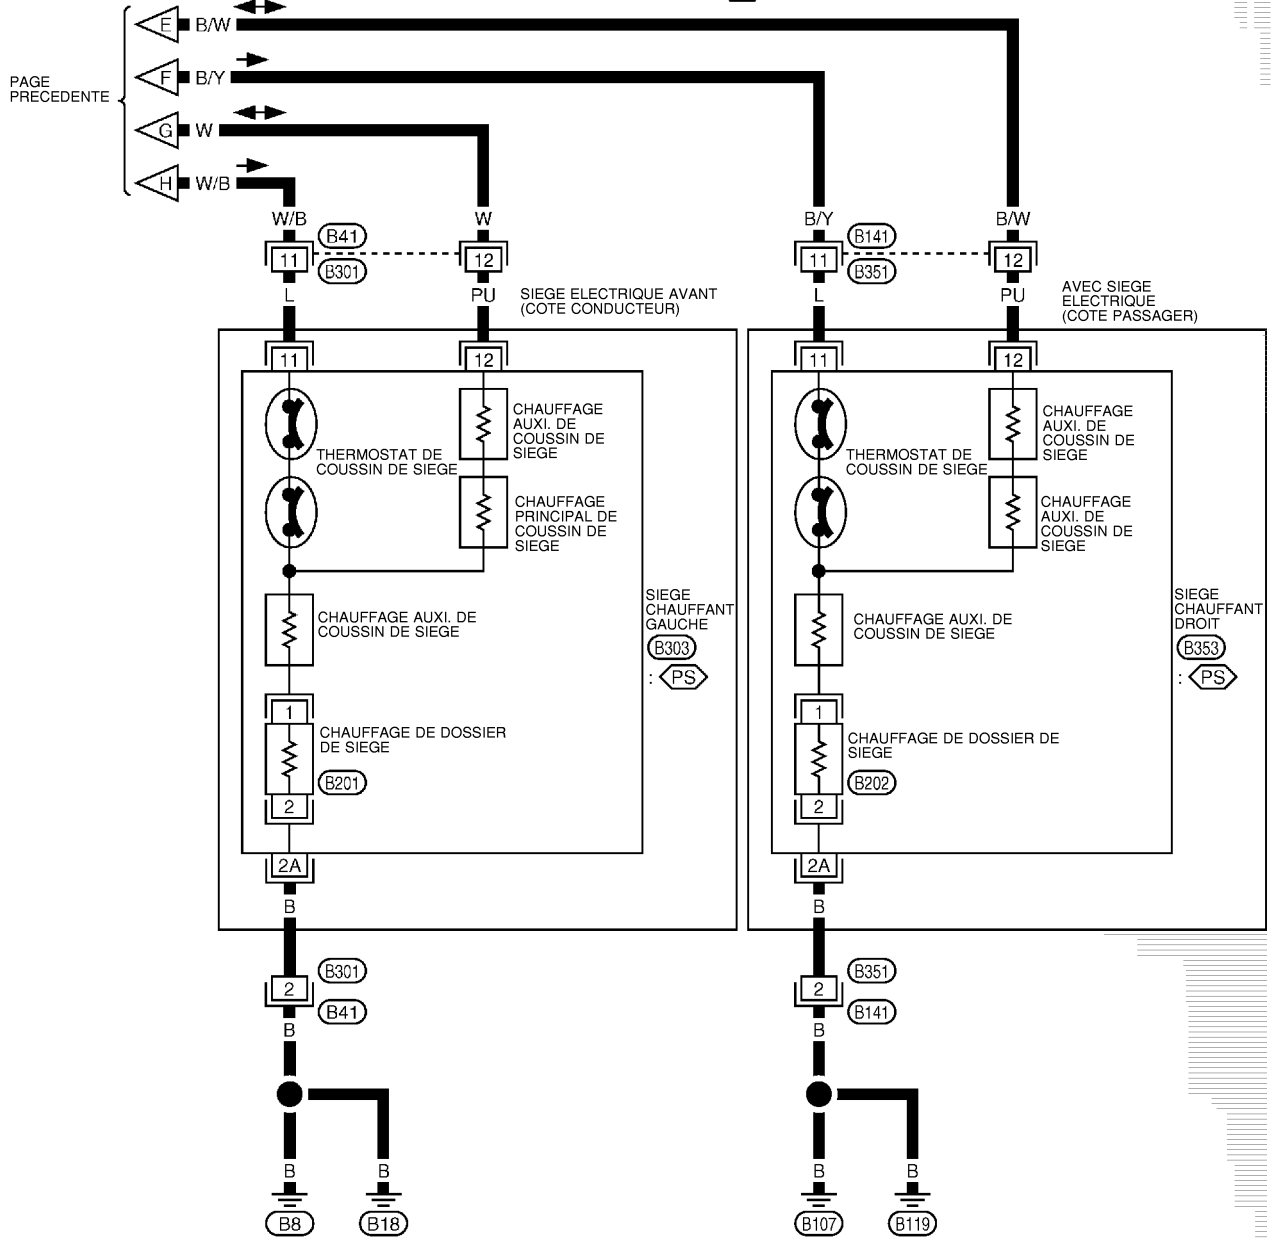 E B/W
F B/Y
PAGE
PRECEDENTE
G W
H W/B
W/B W B/Y B/W
B41 B141
11 12 11 12
B301 B351
L PU L PU
SIEGE ELECTRIQUE AVANT
(COTE CONDUCTEUR)
AVEC SIEGE
ELECTRIQUE
(COTE PASSAGER)
11 12 11 12
CHAUFFAGE
AUXI. DE
COUSSIN DE
SIEGE
THERMOSTAT DE
COUSSIN DE SIEGE
CHAUFFAGE
PRINCIPAL DE
COUSSIN DE
SIEGE
CHAUFFAGE AUXI. DE
COUSSIN DE SIEGE
SIEGE
CHAUFFANT
GAUCHE
B303
: PS
1
CHAUFFAGE DE DOSSIER
DE SIEGE
B201
2
2A
B
CHAUFFAGE
AUXI. DE
COUSSIN DE
SIEGE
THERMOSTAT DE
COUSSIN DE SIEGE
CHAUFFAGE
AUXI. DE
COUSSIN DE
SIEGE
CHAUFFAGE AUXI. DE
COUSSIN DE SIEGE
SIEGE
CHAUFFANT
DROIT
B353
: PS
1
CHAUFFAGE DE DOSSIER DE
SIEGE
B202
2
2A
B
B301 B351
2 2
B41 B141
B B
B B B B
B8 B18 B107 B119